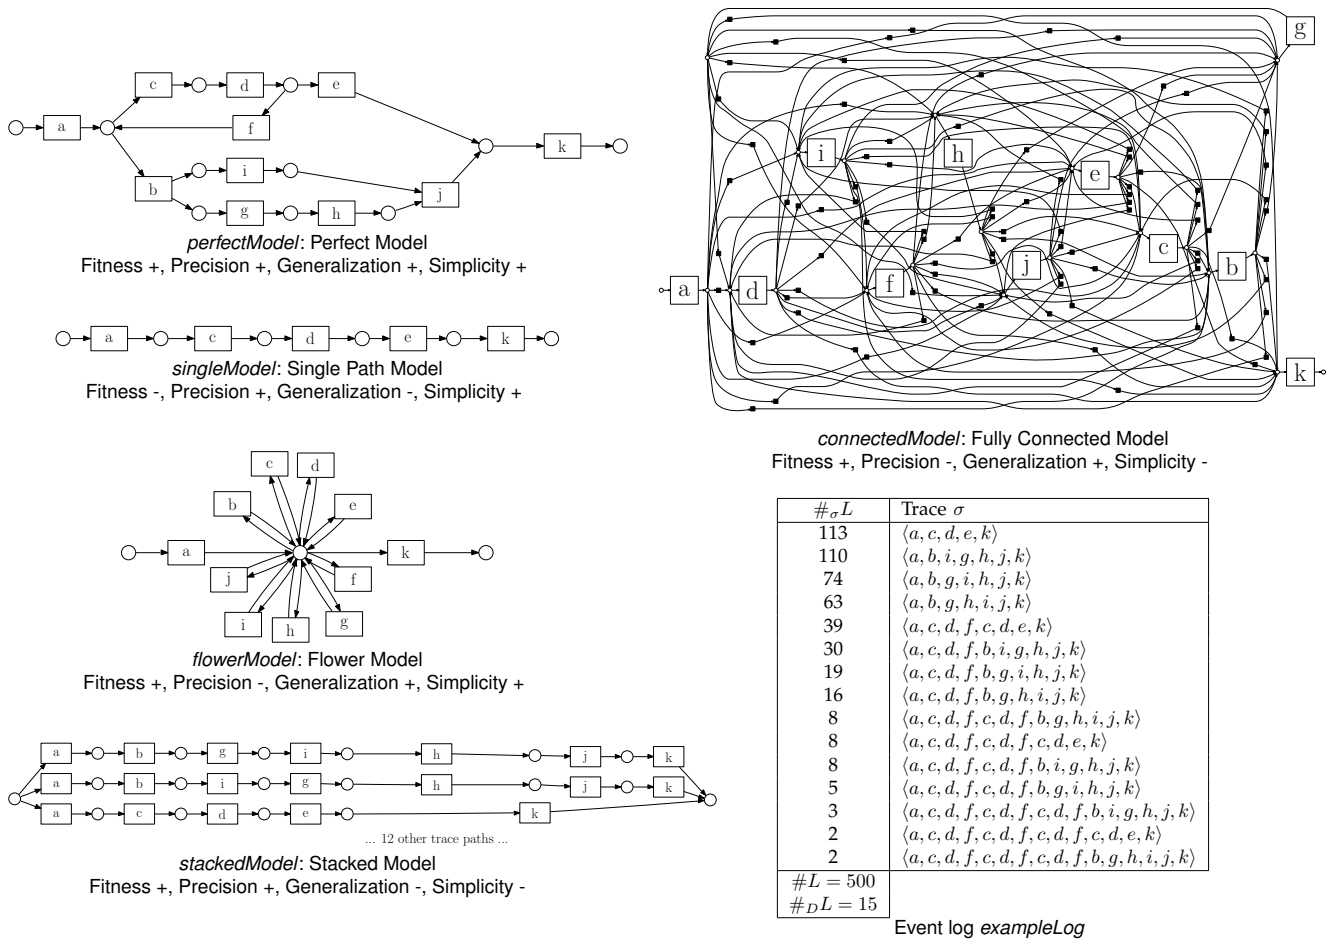 c
d
e
a
f
k
i
b
j
g
h
perfectModel: Perfect Model
Fitness +, Precision +, Generalization +, Simplicity +
a
c
d
e
k
singleModel: Single Path Model
Fitness -, Precision +, Generalization -, Simplicity +
c
d
b
e
a
k
j
f
i
h
g
flowerModel: Flower Model
Fitness +, Precision -, Generalization +, Simplicity +
a
b
g
i
h
j
k
a
b
i
g
h
j
k
a
c
d
e
k
... 12 other trace paths ...
stackedModel: Stacked Model
Fitness +, Precision +, Generalization -, Simplicity -
g
i
h
e
c
j
b
a
d
f
k
connectedModel: Fully Connected Model
Fitness +, Precision -, Generalization +, Simplicity -
#σL Trace σ
113 ⟨a, c, d, e, k⟩
110 ⟨a, b, i, g, h, j, k⟩
74 ⟨a, b, g, i, h, j, k⟩
63 ⟨a, b, g, h, i, j, k⟩
39 ⟨a, c, d, f, c, d, e, k⟩
30 ⟨a, c, d, f, b, i, g, h, j, k⟩
19 ⟨a, c, d, f, b, g, i, h, j, k⟩
16 ⟨a, c, d, f, b, g, h, i, j, k⟩
8 ⟨a, c, d, f, c, d, f, b, g, h, i, j, k⟩
8 ⟨a, c, d, f, c, d, f, c, d, e, k⟩
8 ⟨a, c, d, f, c, d, f, b, i, g, h, j, k⟩
5 ⟨a, c, d, f, c, d, f, b, g, i, h, j, k⟩
3 ⟨a, c, d, f, c, d, f, c, d, f, b, i, g, h, j, k⟩
2 ⟨a, c, d, f, c, d, f, c, d, f, c, d, e, k⟩
2 ⟨a, c, d, f, c, d, f, c, d, f, b, g, h, i, j, k⟩
#L = 500
#DL = 15
Event log exampleLog